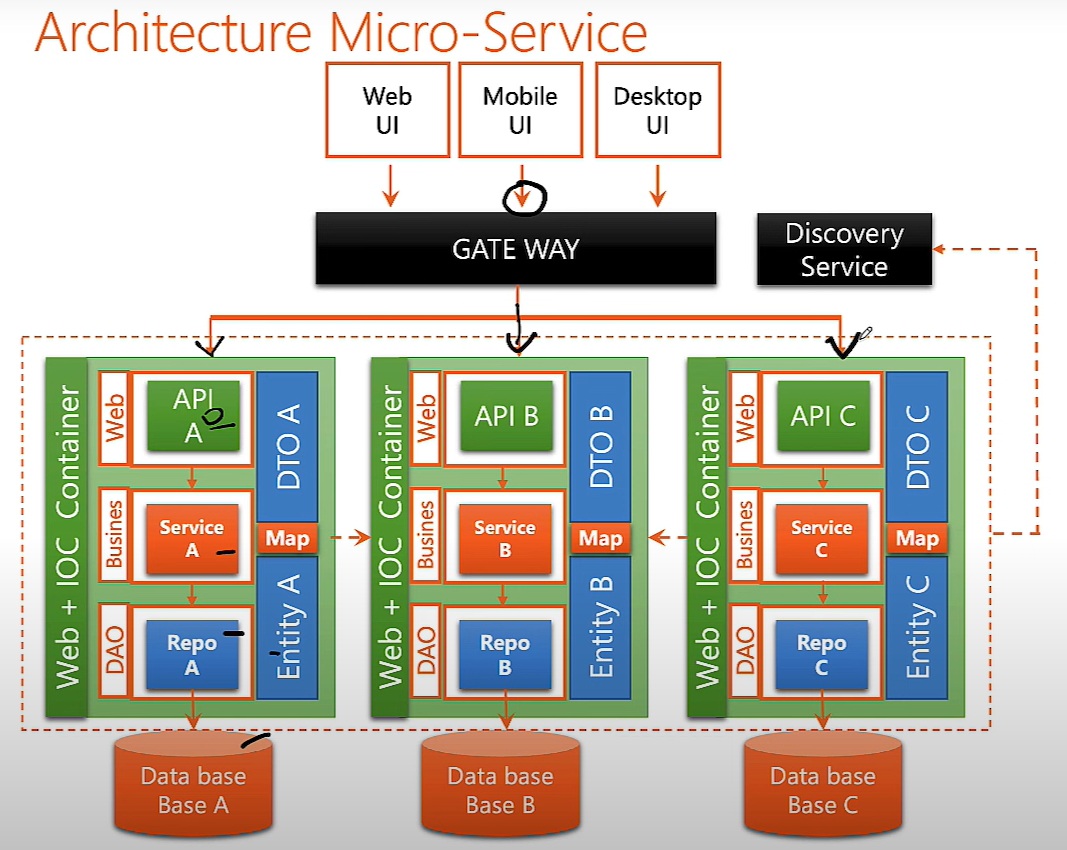 Architecture Micro-Service
Web
UI
Mobile
UI
Desktop
UI
GATE WAY
Discovery
Service
Web + IOC Container
Web
API
A
DTO A
Busines
Service
A
Map
DAO
Repo
A
Entity A
Web + IOC Container
Web
API B
DTO B
Busines
Service
B
Map
DAO
Repo
B
Entity B
Web + IOC Container
Web
API C
DTO C
Busines
Service
C
Map
DAO
Repo
C
Entity C
Data base
Base A
Data base
Base B
Data base
Base C